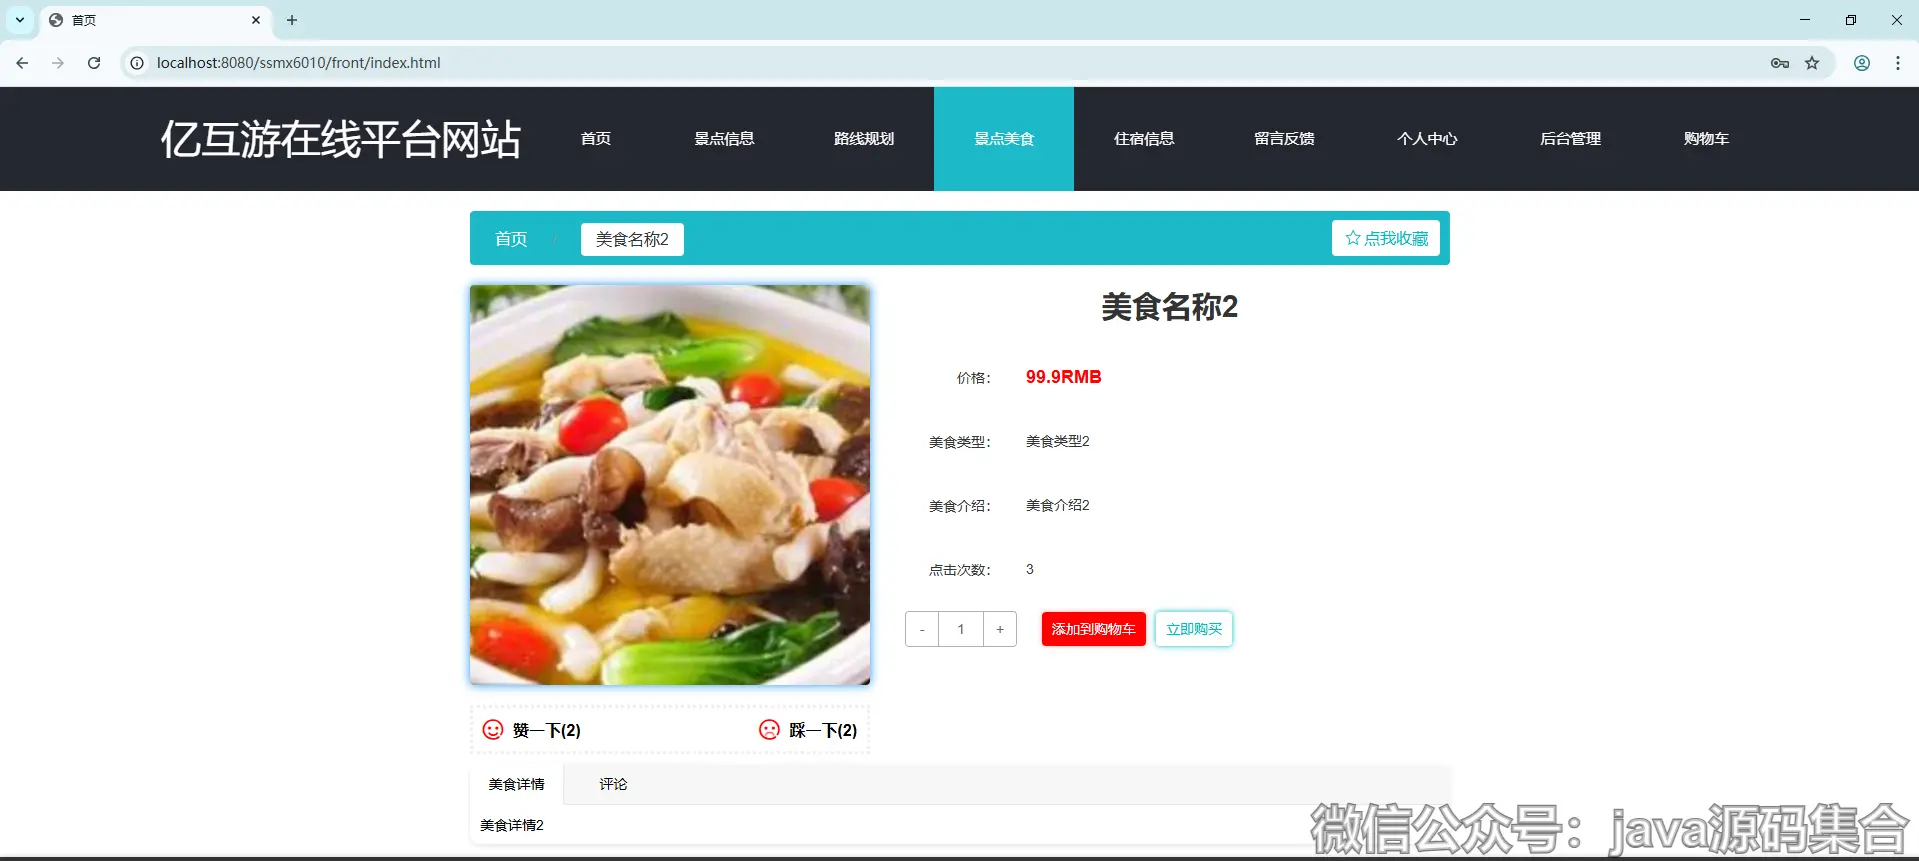 首页
localhost:8080/ssmx6010/front/index.html
亿互游在线平台网站
首页
景点信息
路线规划
景点美食
住宿信息
留言反馈
个人中心
后台管理
购物车
首页 / 美食名称2
点我收藏
美食名称2
价格： 99.9RMB
美食类型： 美食类型2
美食介绍： 美食介绍2
点击次数： 3
- 1 +
添加到购物车
立即购买
赞一下(2)
踩一下(2)
美食详情
评论
美食详情2
微信公众号：java源码集合